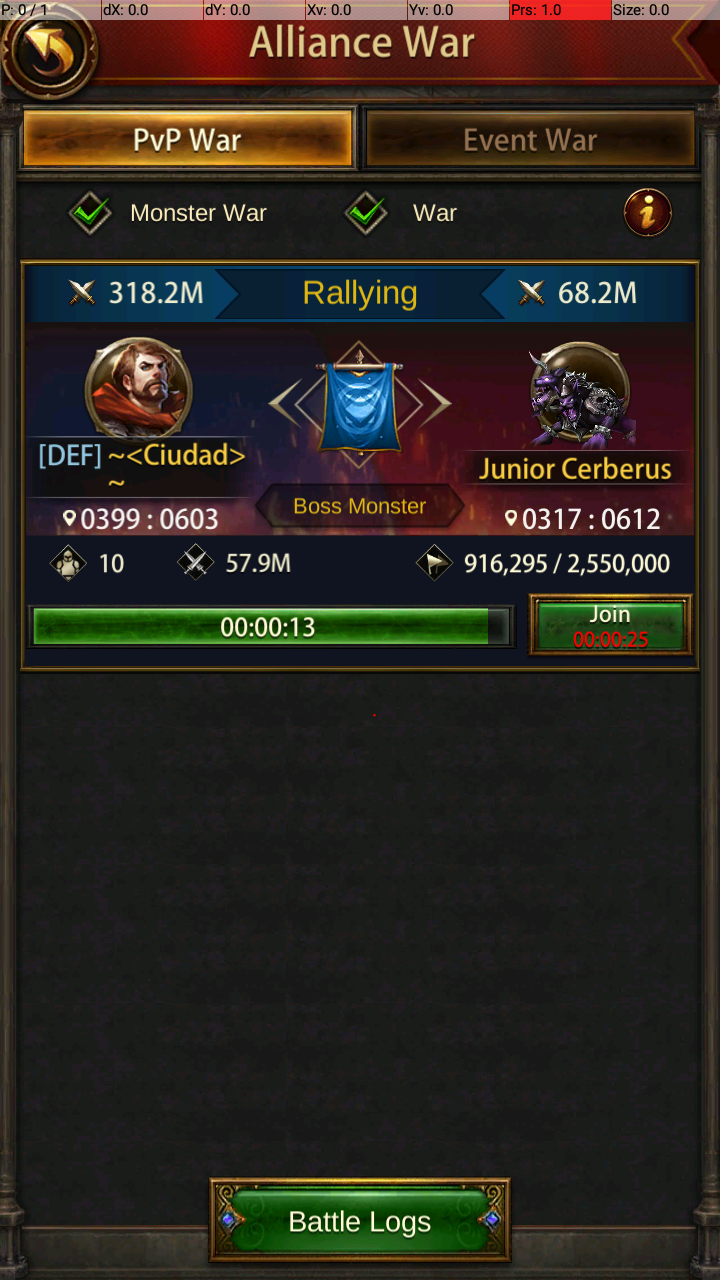 P: 0 / 1 dX: 0.0 dY: 0.0 Xv: 0.0 Yv: 0.0 Prs: 1.0 Size: 0.0
Alliance War
PvP War Event War
Monster War War
318.2M Rallying 68.2M
[DEF] ~<Ciudad>
~
Junior Cerberus
Boss Monster
0399 : 0603 0317 : 0612
10 57.9M 916,295 / 2,550,000
00:00:13 Join
00:00:25
Battle Logs